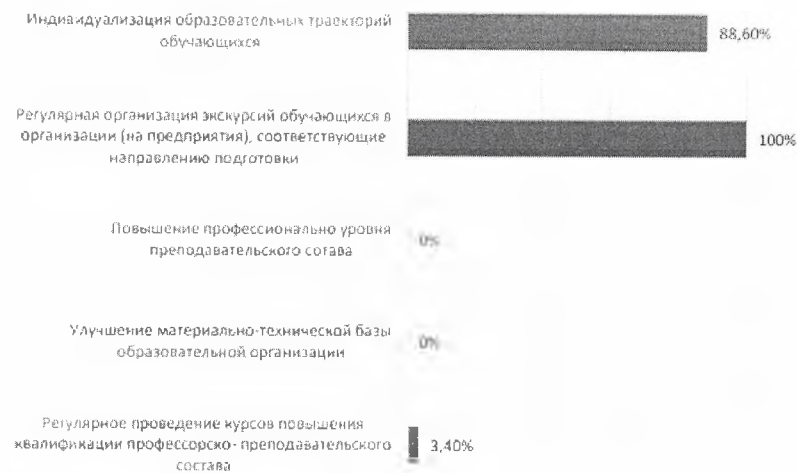 Индивидуализация образовательных траекторий
обучающихся
88,60%
Регулярная организация экскурсий обучающихся в
организации (на предприятия), соответствующие
направлению подготовки
100%
Повышение профессионально уровня
преподавательского сотава
0%
Улучшение материально-технической базы
образовательной организации
0%
Регулярное проведение курсов повышения
квалификации профессорско- преподавательского
состава
3,40%